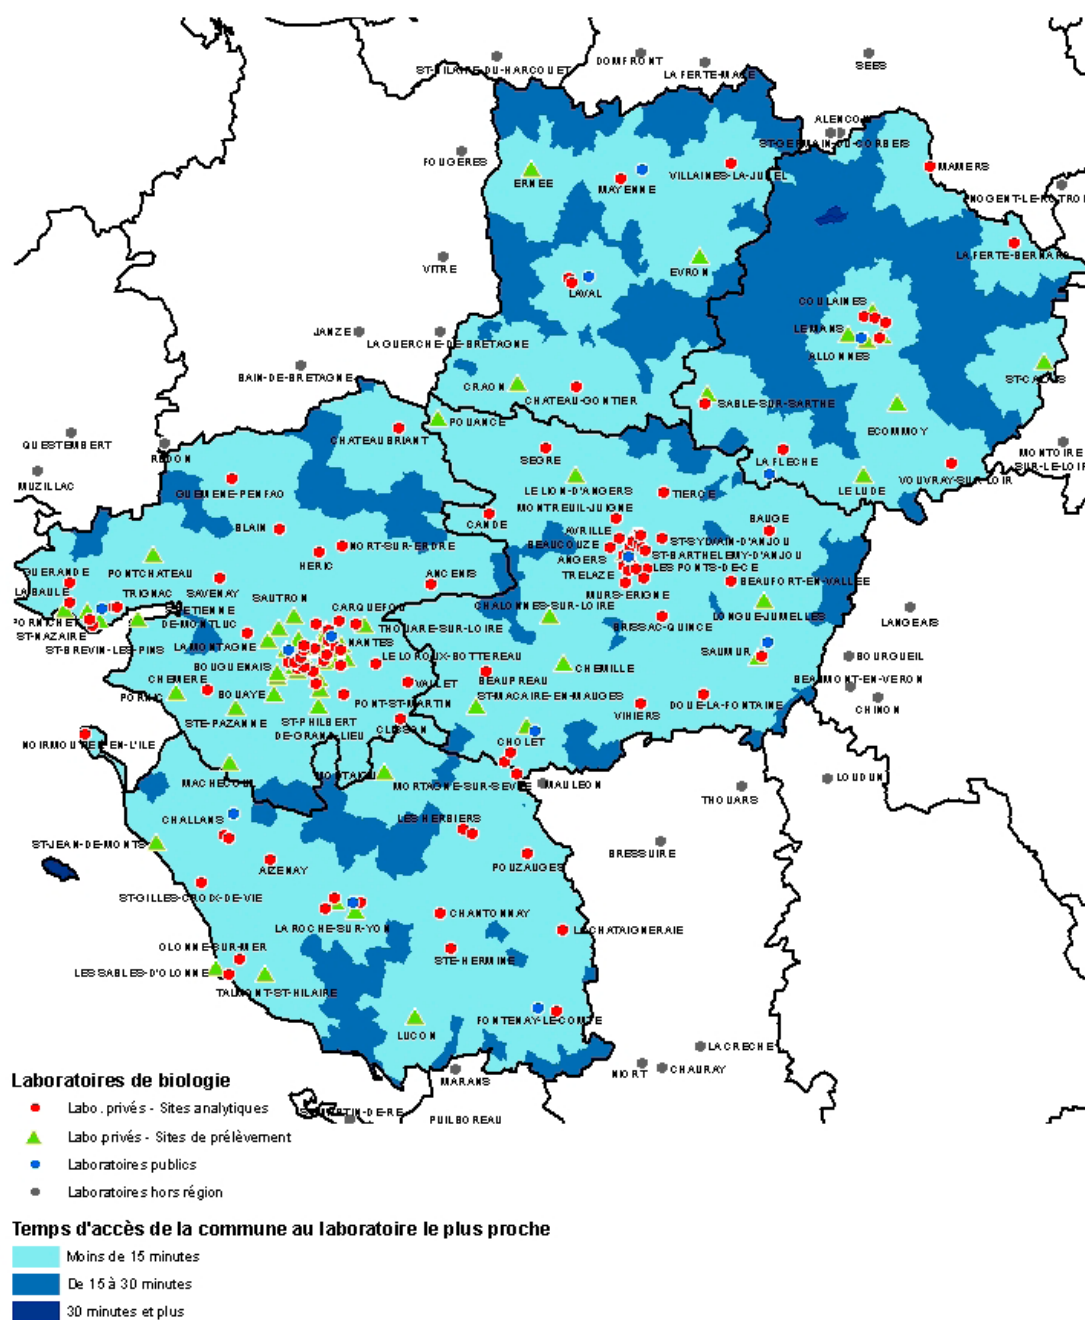 ST-HILAIRE-DU-HARCOUET
DOMFRONT
LA FERTE-MACE
SEES
ALENCON
ST-GERMAIN-DU-CORBEIS
FOUGERES
ERNEE
MAYENNE
VILLAINES-LA-JUHEL
MAMERS
NOGENT-LE-ROTROU
VITRE
EVRON
LA FERTE-BERNARD
LAVAL
COULAINES
LE MANS
JANZE
LA GUERCHE-DE-BRETAGNE
ALLONNES
BAIN-DE-BRETAGNE
CRAON
CHATEAU-GONTIER
ST-CALAIS
SABLE-SUR-SARTHE
POUANCE
ECOMMOY
QUESTEMBERT
CHATEAUBRIANT
REDON
SEGRE
LA FLECHE
MONTOIRE
SUR-LE-LOIR
MUZILLAC
GUEMENE-PENFAO
LE LION-D'ANGERS
TIERCE
LE LUDE
VOUVRAY-SUR-LOIR
MONTREUIL-JUIGNE
CANDE
BLAIN
AVRILLE
BAUGE
NORT-SUR-ERDRE
BEAUCOUZE
ST-SYLVAIN-D'ANJOU
HERIC
ANGERS
ST-BARTHELEMY-D'ANJOU
GUERANDE
PONTCHATEAU
TRELAZE
LES PONTS-DE-CE
LA BAULE
TRIGNAC
SAVENAY
ANCENIS
BEAUFORT-EN-VALLEE
SAUTRON
MURS-ERIGNE
PORNICHET
ST-ETIENNE
DE-MONTLUC
CARQUEFOU
CHALONNES-SUR-LOIRE
LONGUE-JUMELLES
ST-NAZAIRE
THOUARE-SUR-LOIRE
BRISSAC-QUINCE
LANGEAIS
ST-BREVIN-LES-PINS
LA MONTAGNE
NANTES
LE LOROUX-BOTTEREAU
SAUMUR
BOURGUEIL
BOUGUENAIS
CHEMILLE
CHEMERE
BEAUPREAU
BEAUMONT-EN-VERON
PORNIC
BOUAYE
VALLET
ST-MACAIRE-EN-MAUGES
CHINON
PONT-ST-MARTIN
DOUE-LA-FONTAINE
STE-PAZANNE
ST-PHILBERT
DE-GRAND-LIEU
VIHIERS
CLISSON
NOIRMOUTIER-EN-L'ILE
CHOLET
MACHECOUL
MONTAIGU
MORTAGNE-SUR-SEVRE
MAULEON
THOUARS
LOUDUN
CHALLANS
LES HERBIERS
ST-JEAN-DE-MONTS
AIZENAY
POUZAUGES
BRESSUIRE
ST-GILLES-CROIX-DE-VIE
CHANTONNAY
LA ROCHE-SUR-YON
LA CHATAIGNERAIE
OLONNE-SUR-MER
STE-HERMINE
LES SABLES-D'OLONNE
TALMONT-ST-HILAIRE
FONTENAY-LE-COMTE
LUCON
LA CRECHE
NIORT
CHAURAY
MARANS
ST-MARTIN-DE-RE
PUILBOREAU
Laboratoires de biologie
Labo. privés - Sites analytiques
Labo.privés - Sites de prélèvement
Laboratoires publics
Laboratoires hors région
Temps d'accès de la commune au laboratoire le plus proche
Moins de 15 minutes
De 15 à 30 minutes
30 minutes et plus